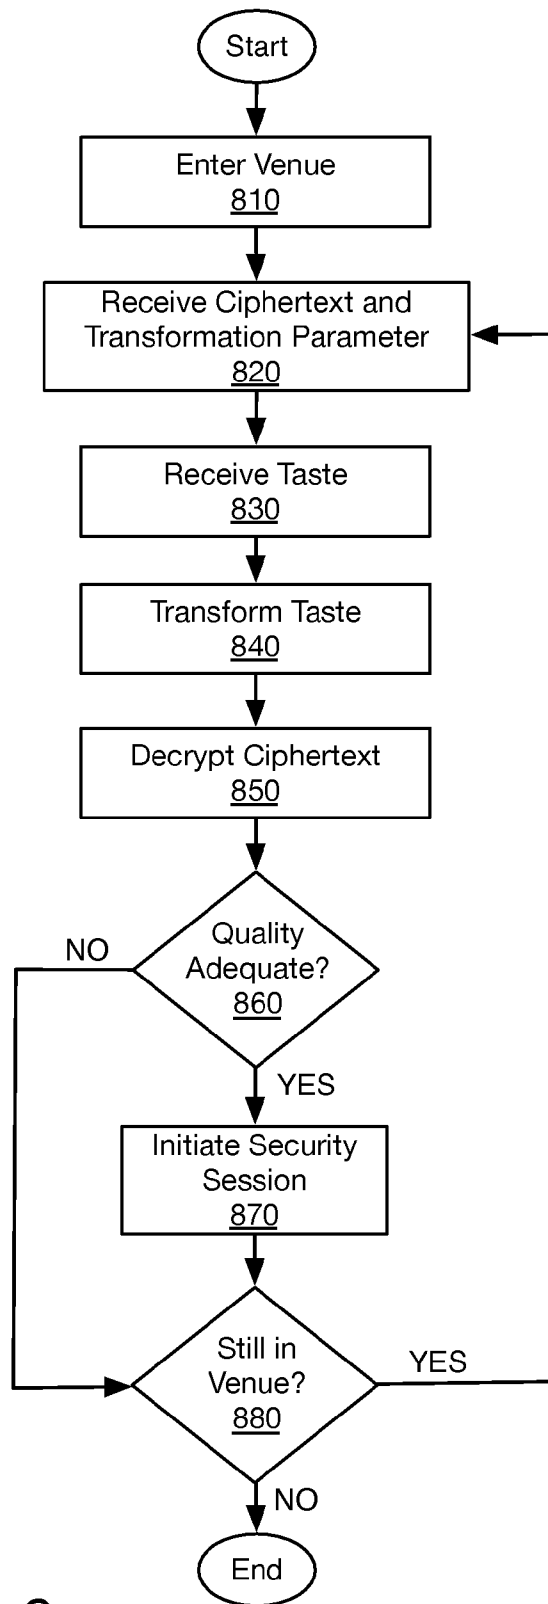 Start
Enter Venue
810
Receive Ciphertext and
Transformation Parameter
820
Receive Taste
830
Transform Taste
840
Decrypt Ciphertext
850
Quality
Adequate?
860
NO
YES
Initiate Security
Session
870
Still in
Venue?
880
YES
NO
End